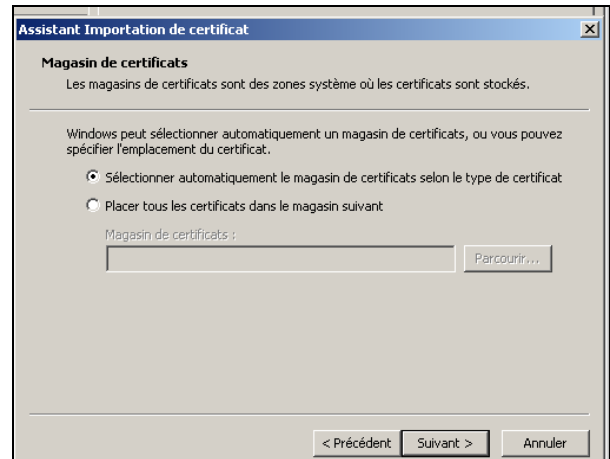 Assistant Importation de certificat
Magasin de certificats
Les magasins de certificats sont des zones système où les certificats sont stockés.
Windows peut sélectionner automatiquement un magasin de certificats, ou vous pouvez
spécifier l'emplacement du certificat.
Sélectionner automatiquement le magasin de certificats selon le type de certificat
Placer tous les certificats dans le magasin suivant
Magasin de certificats :
Parcourir...
< Précédent Suivant > Annuler